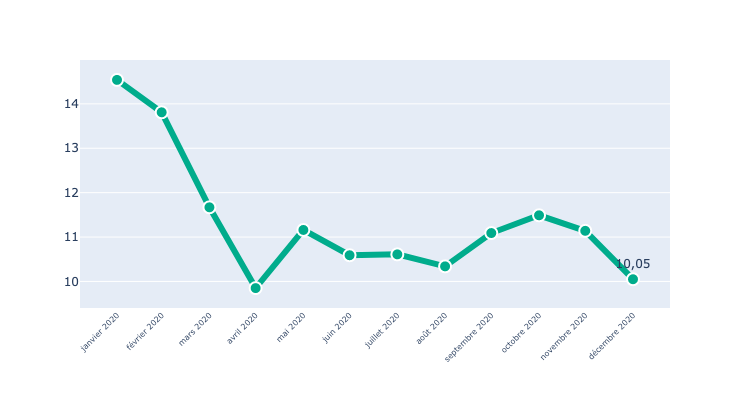 14
13
12
11
10
10,05
janvier 2020
février 2020
mars 2020
avril 2020
mai 2020
juin 2020
juillet 2020
août 2020
septembre 2020
octobre 2020
novembre 2020
décembre 2020